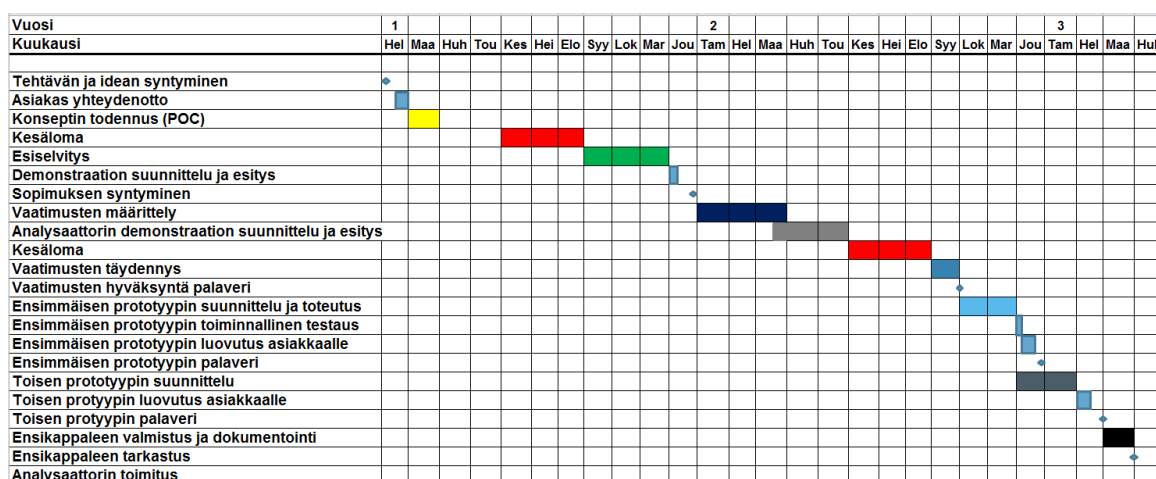 Vuosi 1 2 3
Kuukausi Hel Maa Huh Tou Kes Hei Elo Syy Lok Mar Jou Tam Hel Maa Huh Tou Kes Hei Elo Syy Lok Mar Jou Tam Hel Maa Huh
Tehtävän ja idean syntyminen
Asiakas yhteydenotto
Konseptin todennus (POC)
Kesäloma
Esiselvitys
Demonstraation suunnittelu ja esitys
Sopimuksen syntyminen
Vaatimusten määrittely
Analysaattorin demonstraation suunnittelu ja esitys
Kesäloma
Vaatimusten täydennys
Vaatimusten hyväksyntä palaveri
Ensimmäisen prototyypin suunnittelu ja toteutus
Ensimmäisen prototyypin toiminnallinen testaus
Ensimmäisen prototyypin luovutus asiakkaalle
Ensimmäisen prototyypin palaveri
Toisen prototyypin suunnittelu
Toisen protyypin luovutus asiakkaalle
Toisen protyypin palaveri
Ensikappaleen valmistus ja dokumentointi
Ensikappaleen tarkastus
Analysaattorin toimitus